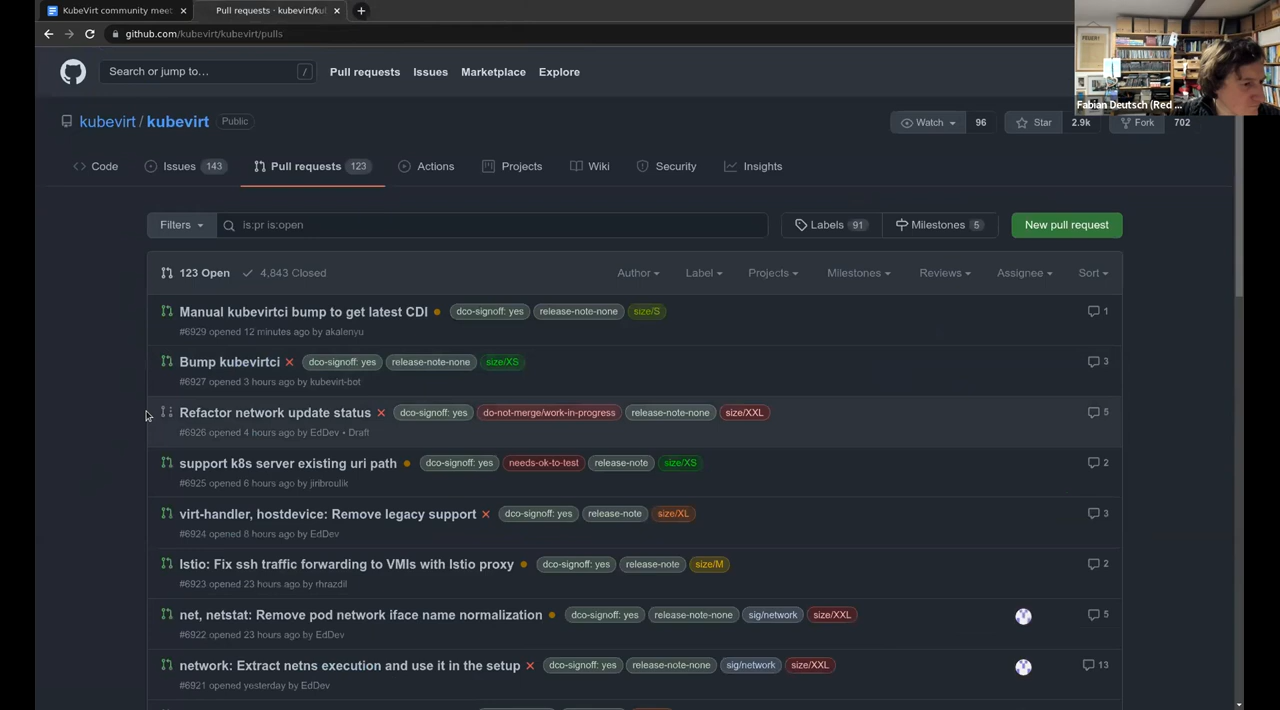 KubeVirt community meet
Pull requests · kubevirt/kul
github.com/kubevirt/kubevirt/pulls
Fabian Deutsch (Red ...
Search or jump to...
/
Pull requests
Issues
Marketplace
Explore
kubevirt / kubevirt
Public
Watch
96
Star
2.9k
Fork
702
Code
Issues 143
Pull requests 123
Actions
Projects
Wiki
Security
Insights
Filters
is:pr is:open
Labels 91
Milestones 5
New pull request
123 Open
4,843 Closed
Author
Label
Projects
Milestones
Reviews
Assignee
Sort
Manual kubevirtci bump to get latest CDI dco-signoff: yes release-note-none size/S 1
#6929 opened 12 minutes ago by akalenyu
Bump kubevirtci dco-signoff: yes release-note-none size/XS 3
#6927 opened 3 hours ago by kubevirt-bot
Refactor network update status dco-signoff: yes do-not-merge/work-in-progress release-note-none size/XXL 5
#6926 opened 4 hours ago by EdDev • Draft
support k8s server existing uri path dco-signoff: yes needs-ok-to-test release-note size/XS 2
#6925 opened 6 hours ago by jiribroulik
virt-handler, hostdevice: Remove legacy support dco-signoff: yes release-note size/XL 3
#6924 opened 8 hours ago by EdDev
Istio: Fix ssh traffic forwarding to VMIs with Istio proxy dco-signoff: yes release-note size/M 2
#6923 opened 23 hours ago by rhrazdil
net, netstat: Remove pod network iface name normalization dco-signoff: yes release-note-none sig/network size/XXL 5
#6922 opened 23 hours ago by EdDev
network: Extract netns execution and use it in the setup dco-signoff: yes release-note-none sig/network size/XXL 13
#6921 opened yesterday by EdDev